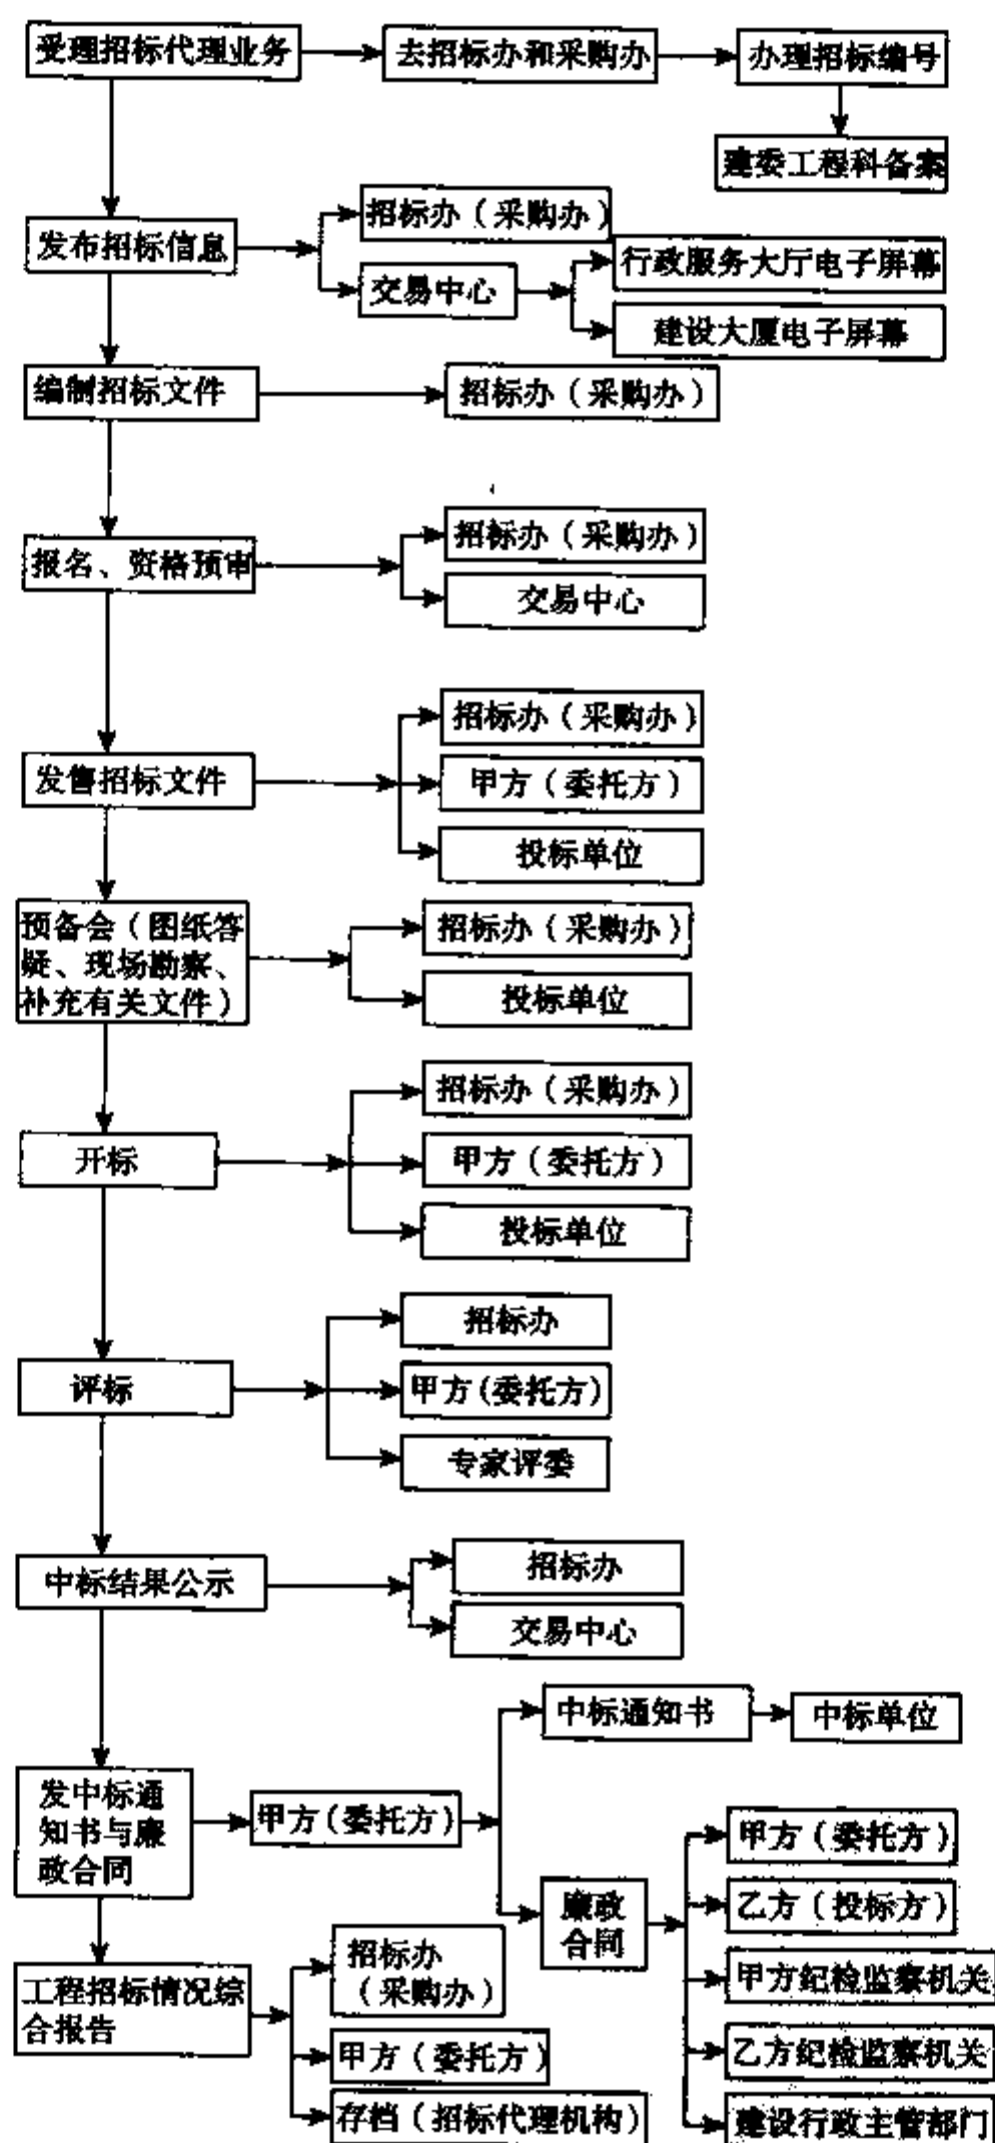 受理招标代理业务
去招标办和采购办
办理招标编号
建委工程科备案
发布招标信息
招标办（采购办）
交易中心
行政服务大厅电子屏幕
建设大厦电子屏幕
编制招标文件
招标办（采购办）
报名、资格预审
招标办（采购办）
交易中心
发售招标文件
招标办（采购办）
甲方（委托方）
投标单位
预备会（图纸答
疑、现场勘察、
补充有关文件）
招标办（采购办）
投标单位
开标
招标办（采购办）
甲方（委托方）
投标单位
评标
招标办
甲方(委托方)
专家评委
中标结果公示
招标办
交易中心
发中标通
知书与廉
政合同
甲方(委托方)
中标通知书
中标单位
廉政
合同
甲方（委托方）
乙方（投标方）
甲方纪检监察机关
乙方纪检监察机关
建设行政主管部门
工程招标情况综
合报告
招标办
（采购办）
甲方（委托方）
存档（招标代理机构）